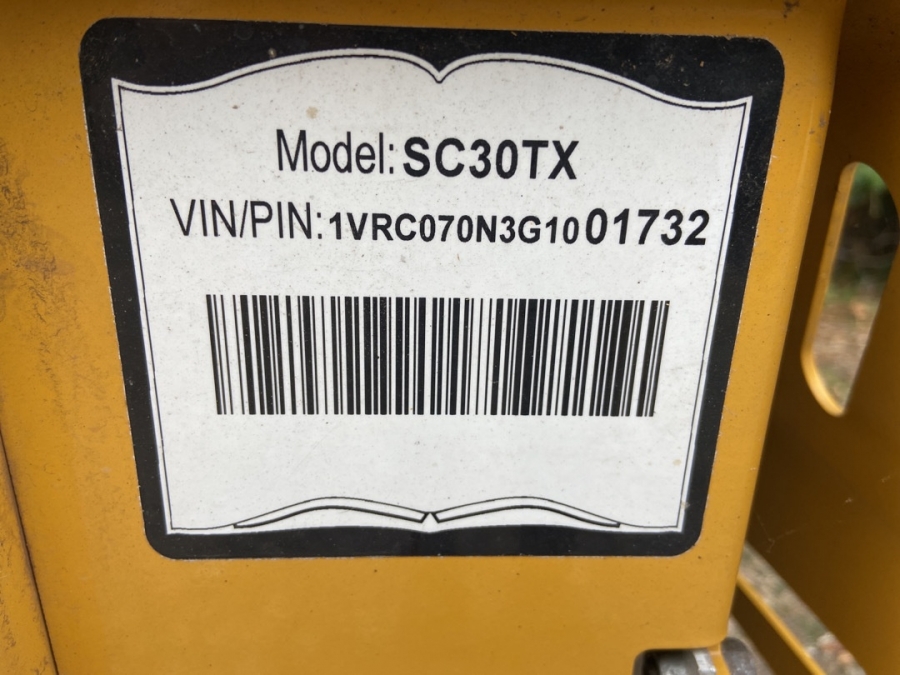 Model: SC30TX
VIN/PIN: 1VRC070N3G1001732